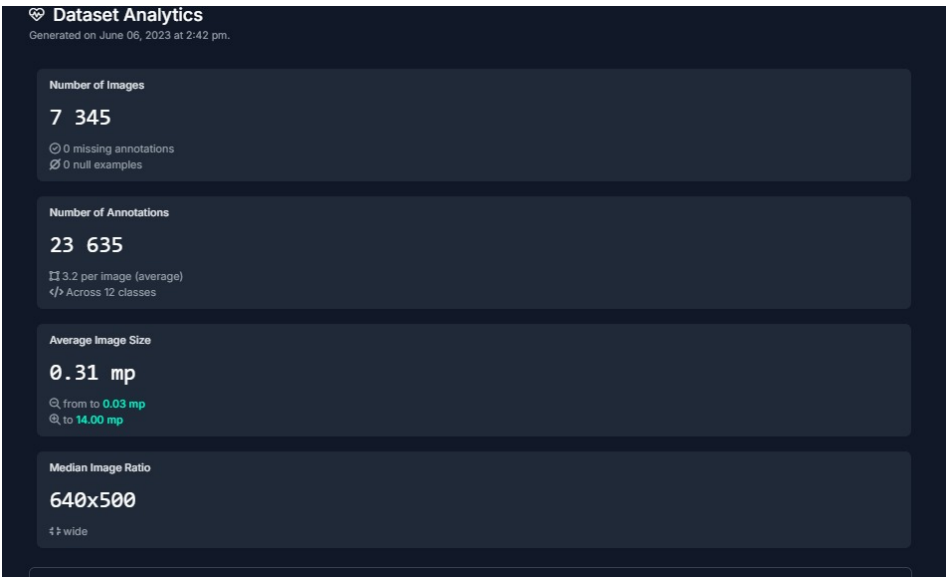 Dataset Analytics
Generated on June 06, 2023 at 2:42 pm.
Number of Images
7 345
0 missing annotations
0 null examples
Number of Annotations
23 635
3.2 per image (average)
</> Across 12 classes
Average Image Size
0.31 mp
from to 0.03 mp
to 14.00 mp
Median Image Ratio
640x500
wide